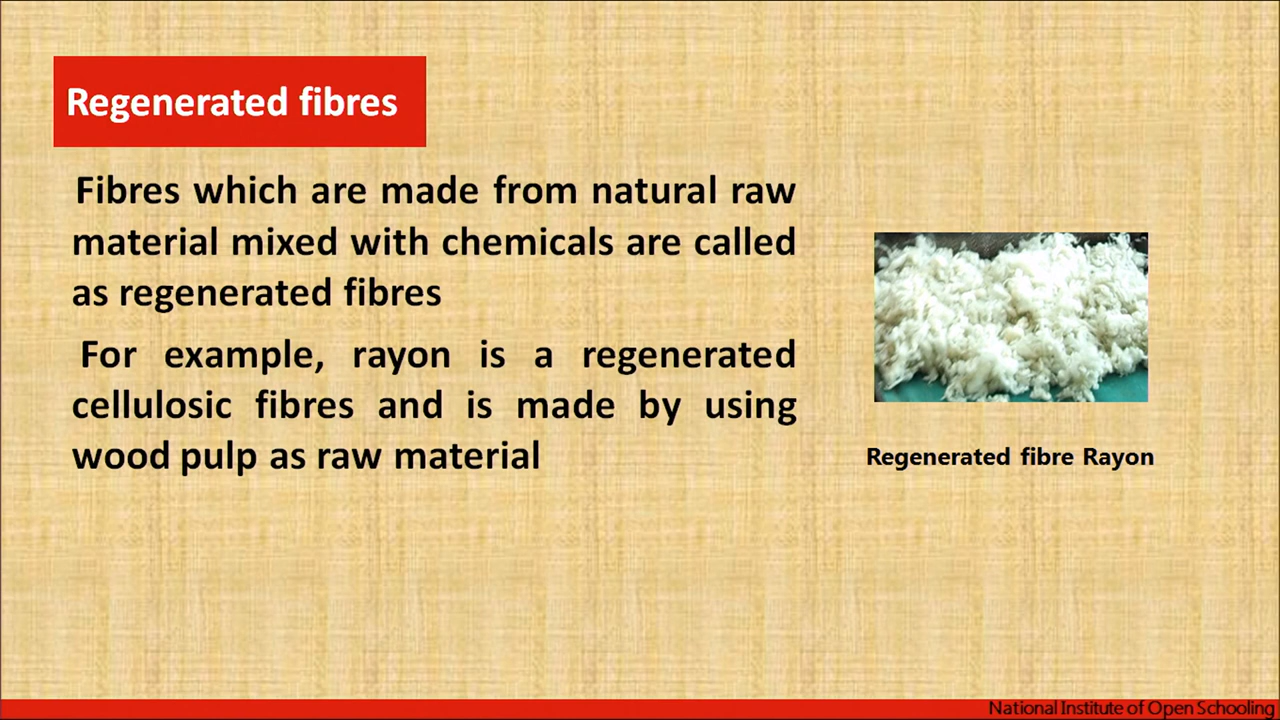 Regenerated fibres
Fibres which are made from natural raw
material mixed with chemicals are called
as regenerated fibres
For example, rayon is a regenerated
cellulosic fibres and is made by using
wood pulp as raw material
Regenerated fibre Rayon
National Institute of Open Schooling